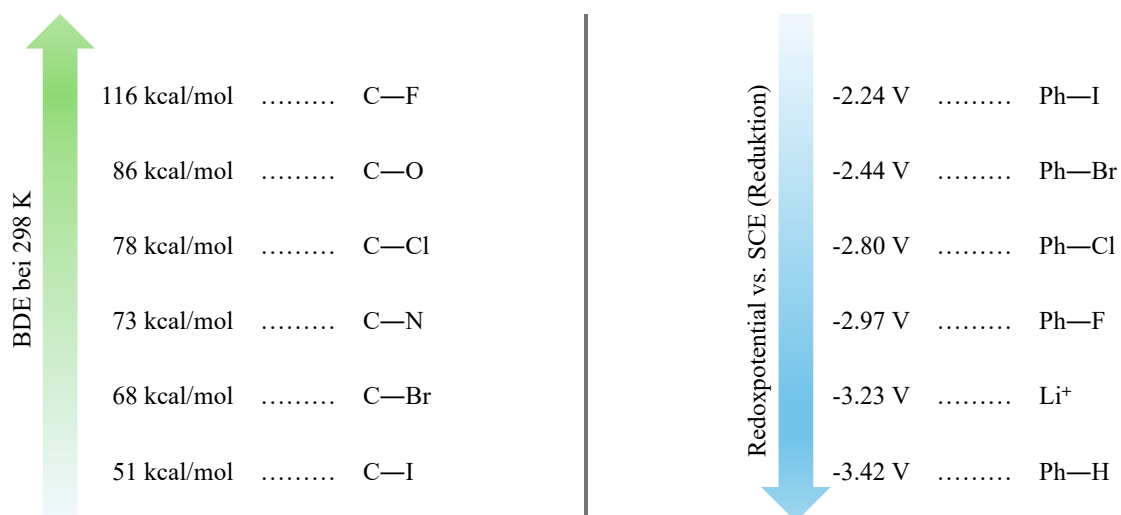 BDE bei 298 K
116 kcal/mol ......... C—F
86 kcal/mol ......... C—O
78 kcal/mol ......... C—Cl
73 kcal/mol ......... C—N
68 kcal/mol ......... C—Br
51 kcal/mol ......... C—I
Redoxpotential vs. SCE (Reduktion)
-2.24 V ......... Ph—I
-2.44 V ......... Ph—Br
-2.80 V ......... Ph—Cl
-2.97 V ......... Ph—F
-3.23 V ......... Li⁺
-3.42 V ......... Ph—H